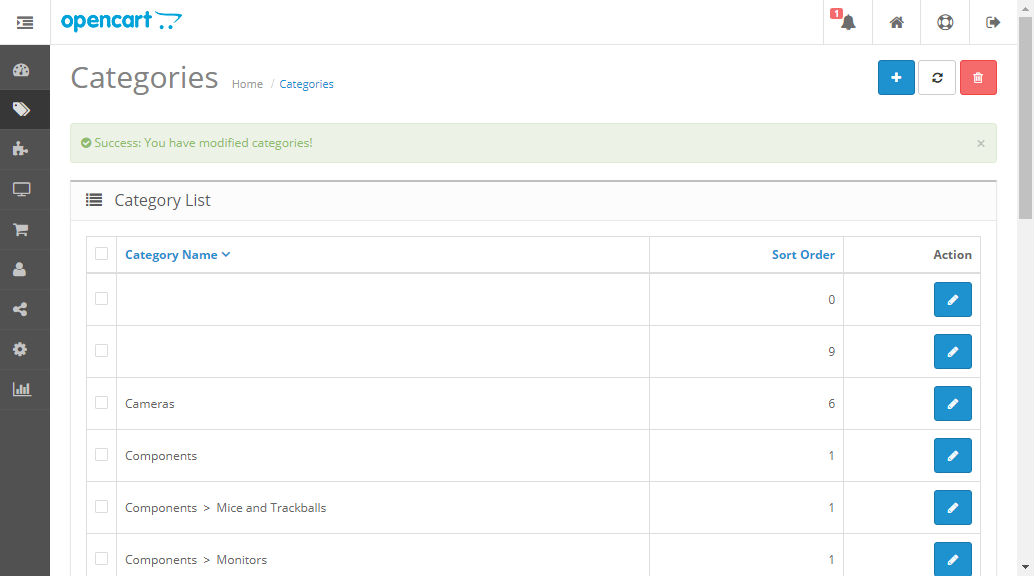 opencart
1
Categories
Home / Categories
Success: You have modified categories!
×
Category List
Category Name Sort Order Action
0
9
Cameras 6
Components 1
Components > Mice and Trackballs 1
Components > Monitors 1